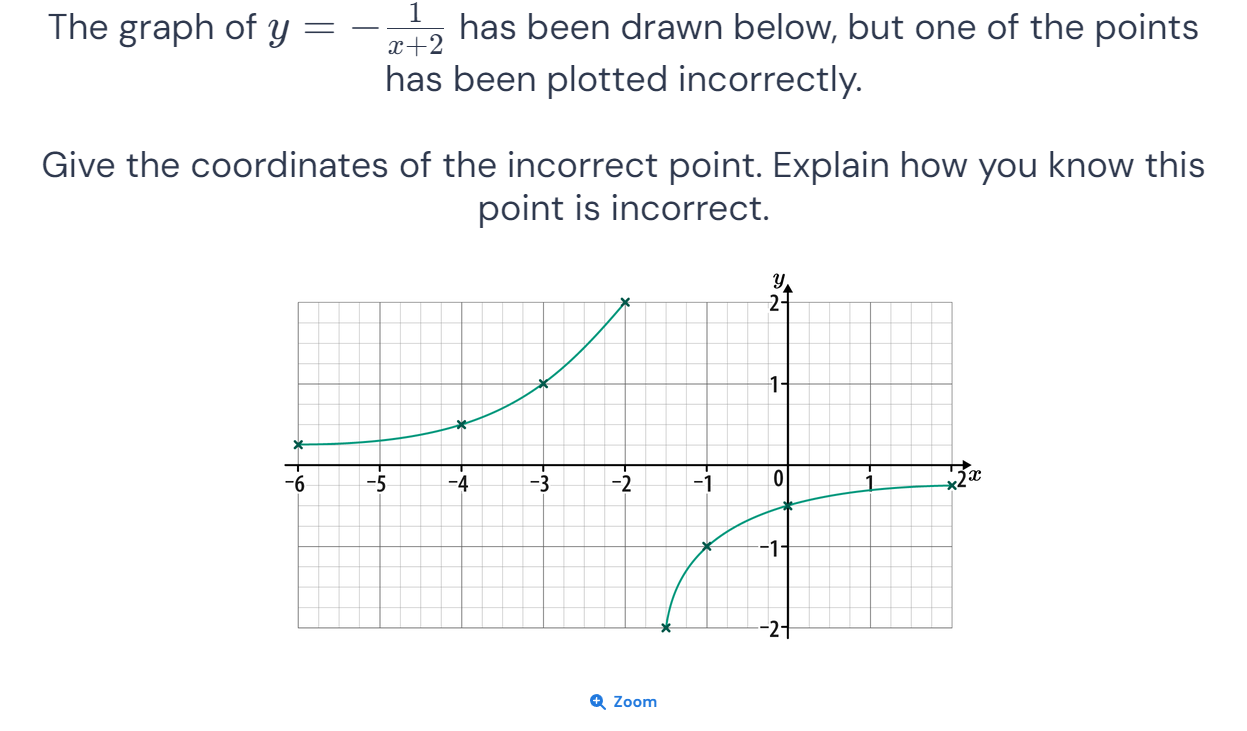 The graph of y = −1/(x+2) has been drawn below, but one of the points
has been plotted incorrectly.
Give the coordinates of the incorrect point. Explain how you know this
point is incorrect.
y
2
1
−6 −5 −4 −3 −2 −1 0 1 2 x
−1
−2
Zoom